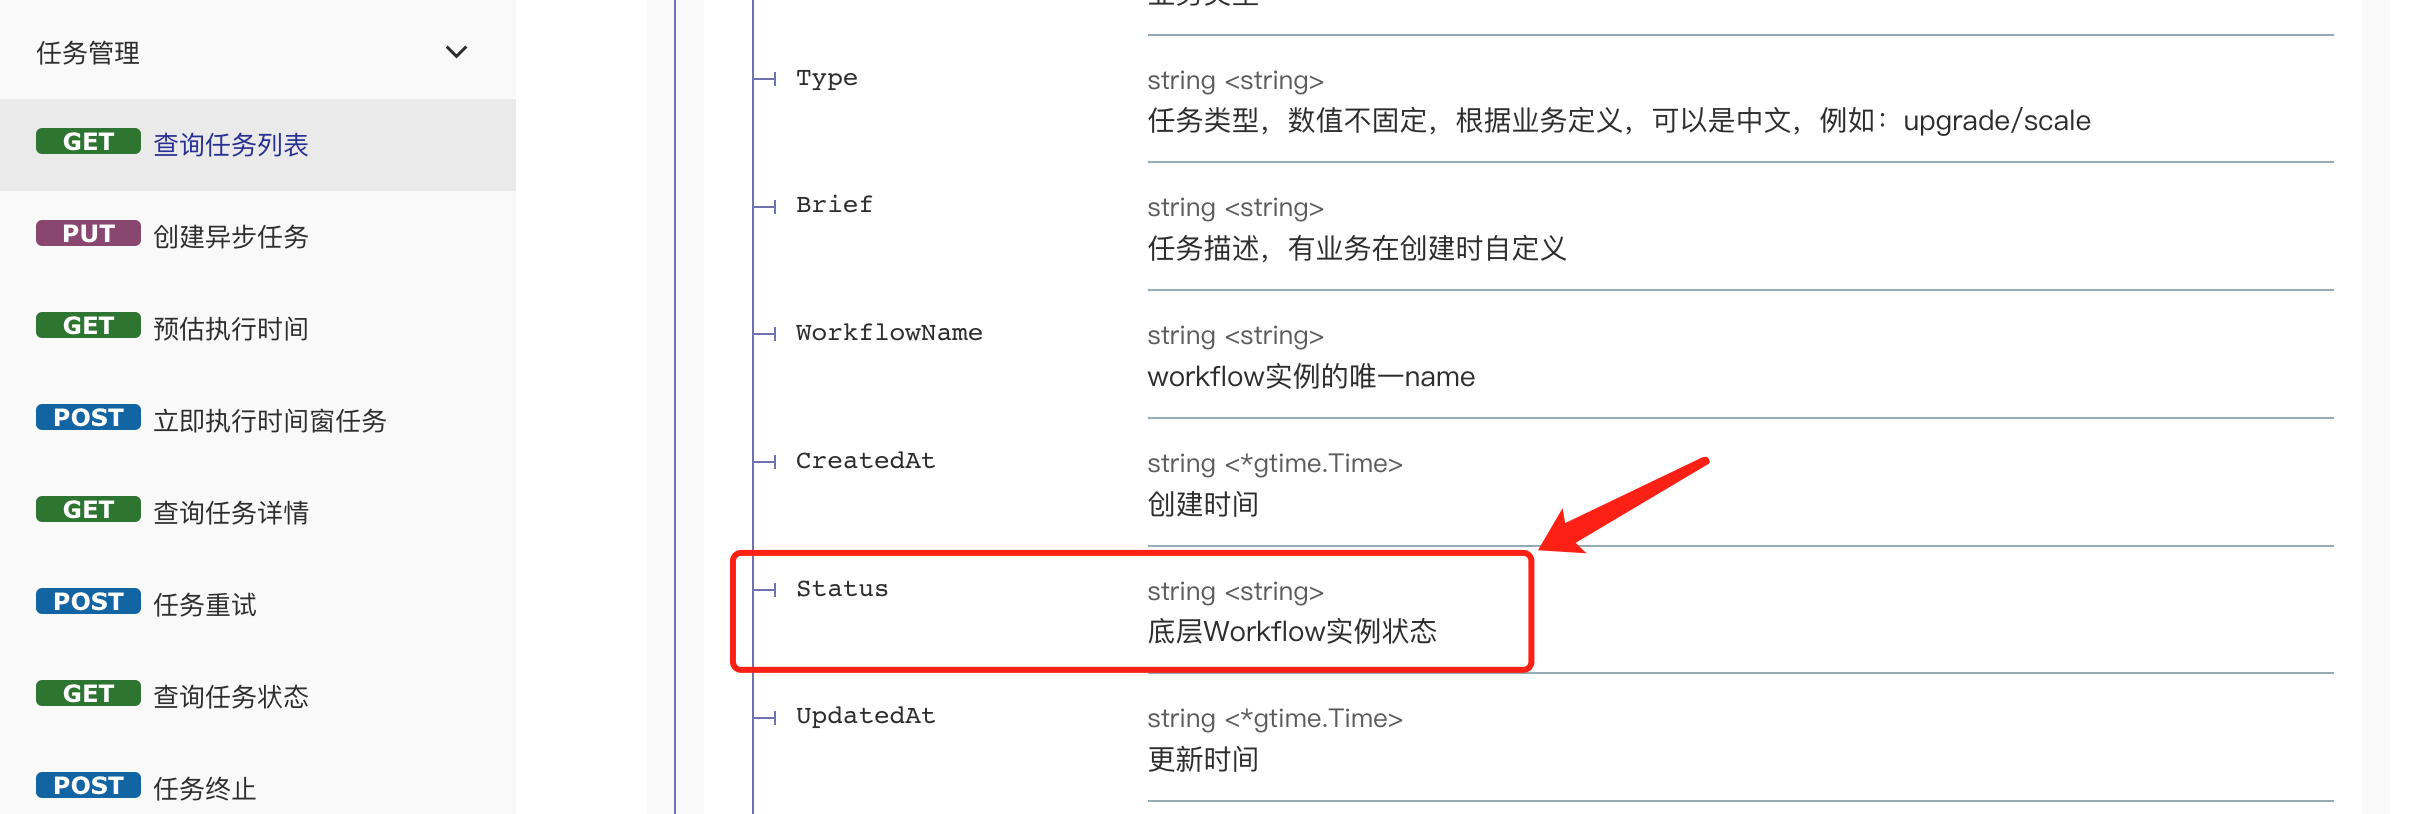 任务管理
GET 查询任务列表
PUT 创建异步任务
GET 预估执行时间
POST 立即执行时间窗任务
GET 查询任务详情
POST 任务重试
GET 查询任务状态
POST 任务终止
业务类型
Type string <string>
任务类型，数值不固定，根据业务定义，可以是中文，例如：upgrade/scale
Brief string <string>
任务描述，有业务在创建时自定义
WorkflowName string <string>
workflow实例的唯一name
CreatedAt string <*gtime.Time>
创建时间
Status string <string>
底层Workflow实例状态
UpdatedAt string <*gtime.Time>
更新时间